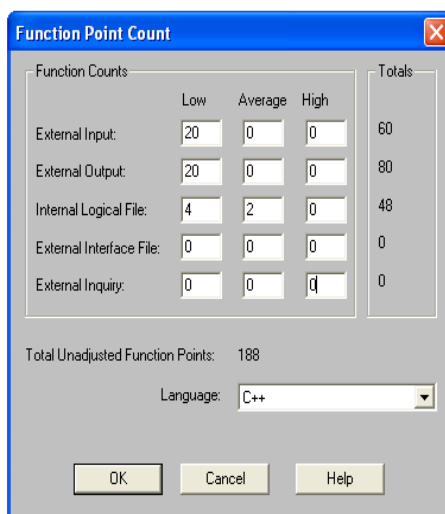 Function Point Count
Function Counts
Totals
Low Average High
External Input: 20 0 0 60
External Output: 20 0 0 80
Internal Logical File: 4 2 0 48
External Interface File: 0 0 0 0
External Inquiry: 0 0 0 0
Total Unadjusted Function Points: 188
Language: C++
OK Cancel Help